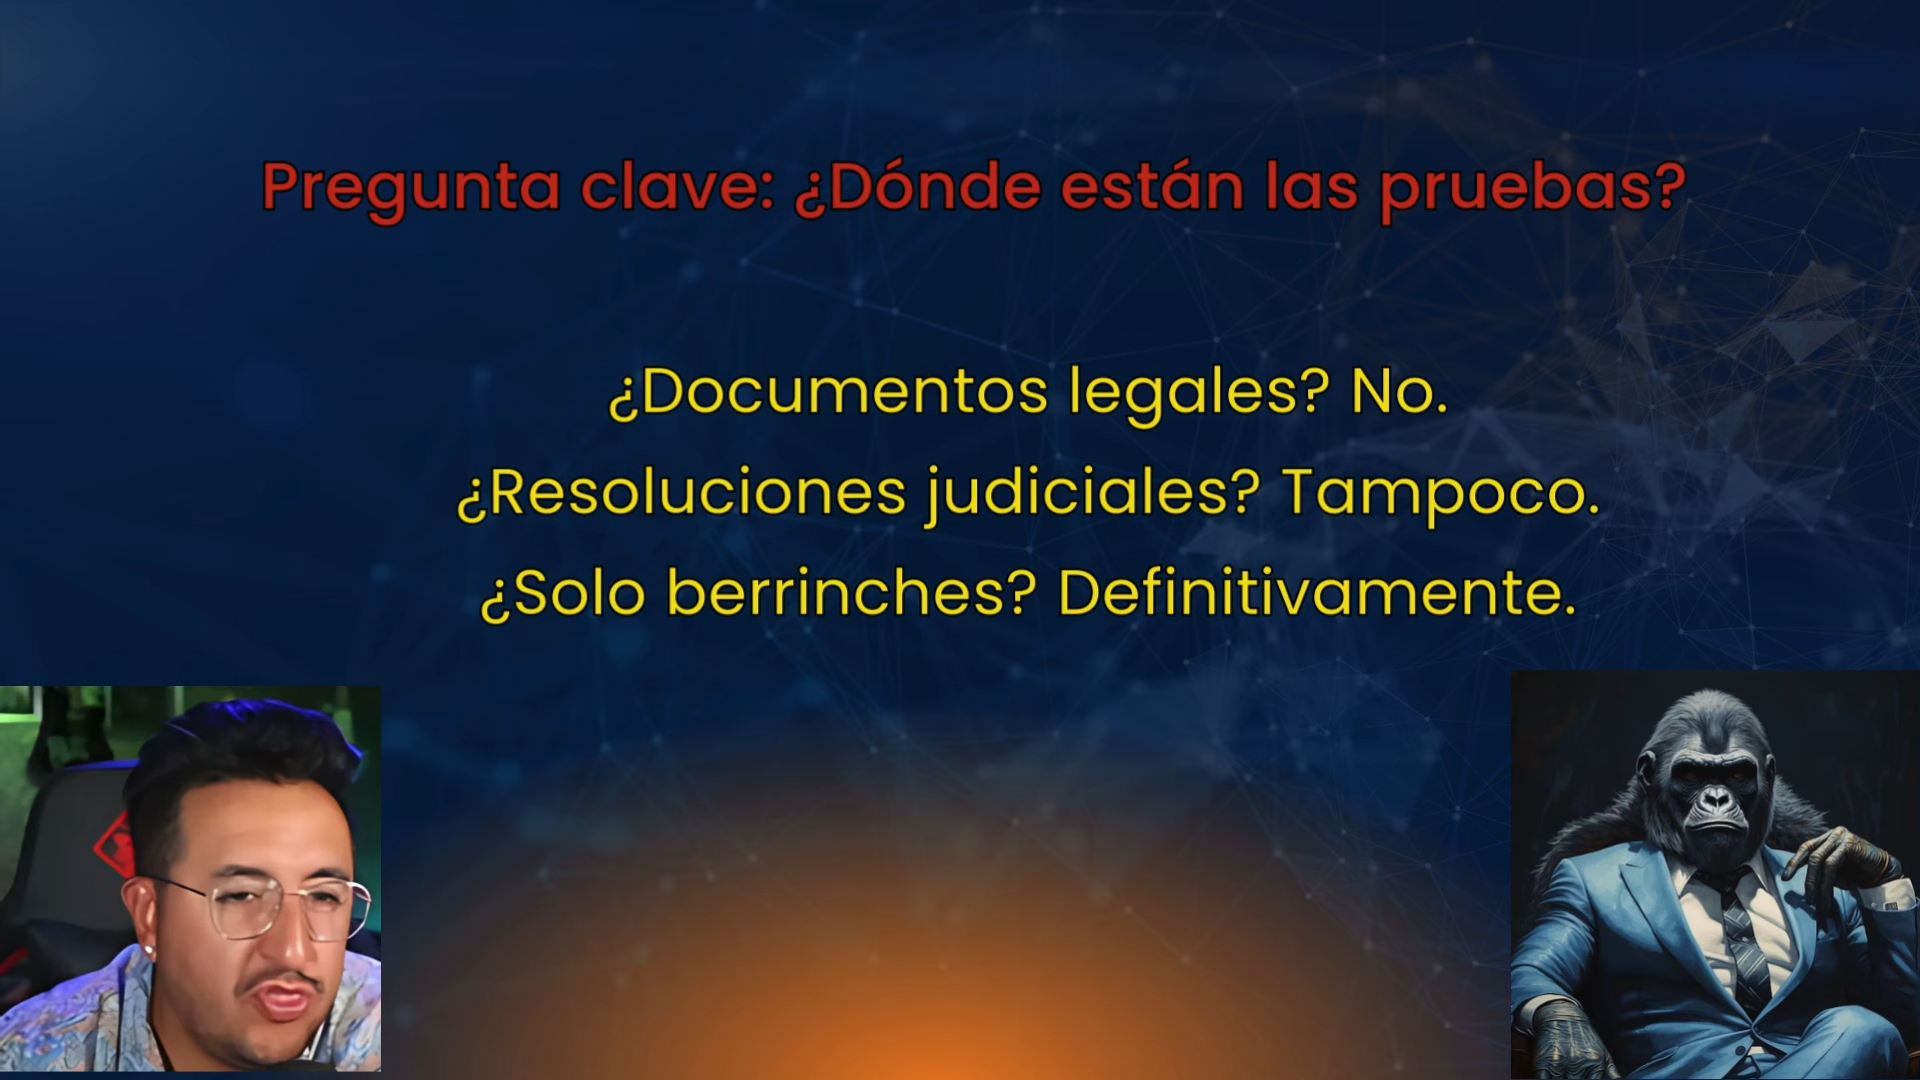 Pregunta clave: ¿Dónde están las pruebas?
¿Documentos legales? No.
¿Resoluciones judiciales? Tampoco.
¿Solo berrinches? Definitivamente.